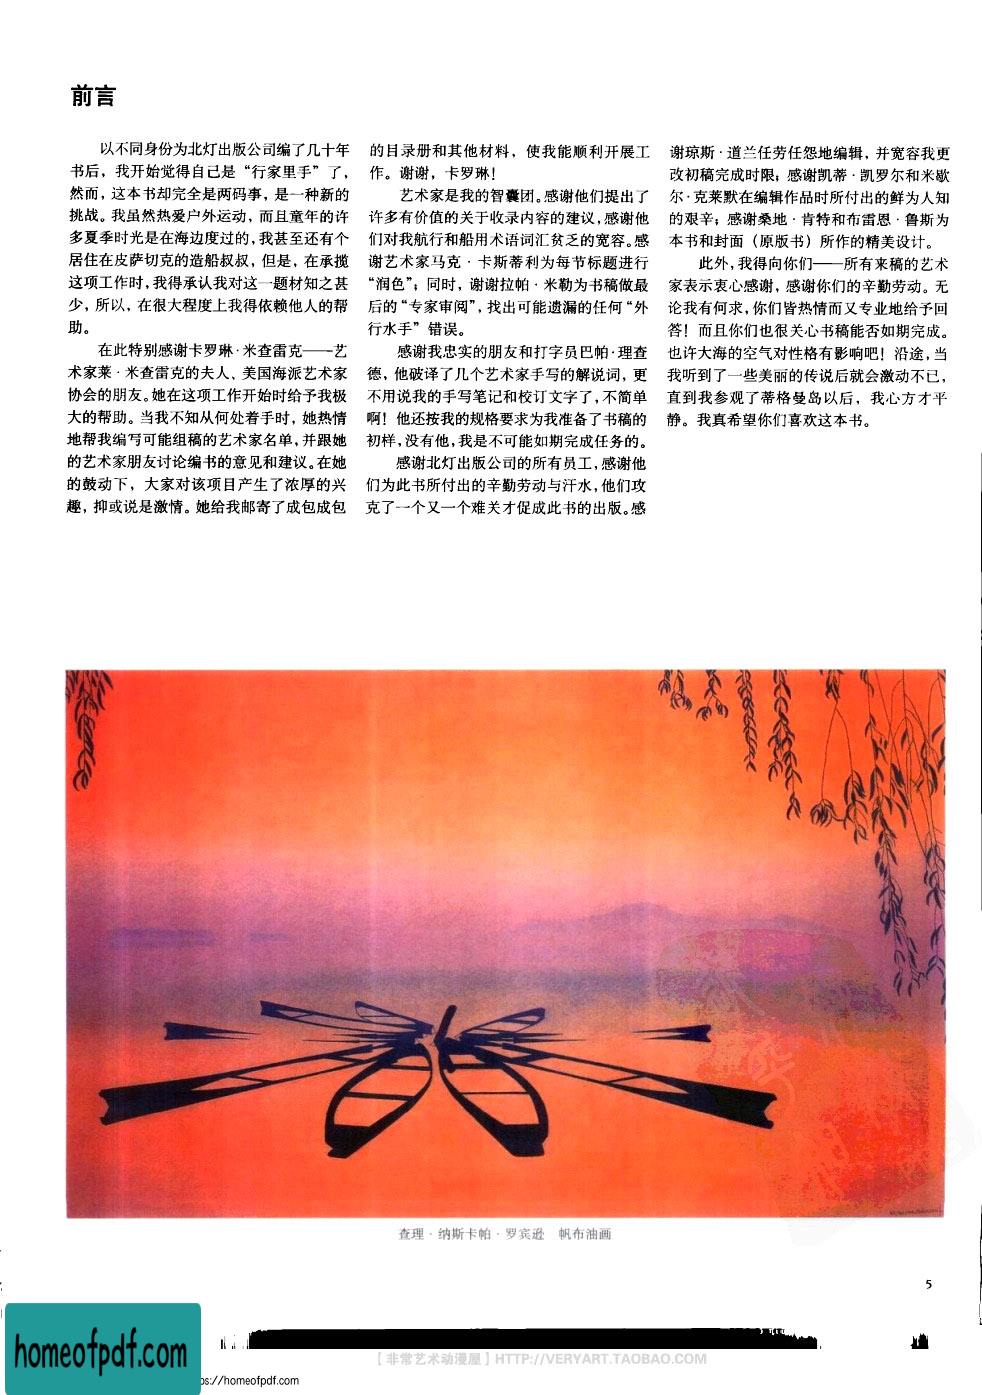 前言
以不同身份为北灯出版公司编了几十年
书后，我开始觉得自己是“行家里手”了，
然而，这本书却完全是两码事，是一种新的
挑战。我虽然热爱户外运动，而且童年的许
多夏季时光是在海边度过的，我甚至还有个
居住在皮萨切克的造船叔叔，但是，在承揽
这项工作时，我得承认我对这一题材知之甚
少，所以，在很大程度上我得依赖他人的帮
助。
在此特别感谢卡罗琳·米查雷克——艺
术家莱·米查雷克的夫人、美国海派艺术家
协会的朋友。她在这项工作开始时给予我极
大的帮助。当我不知从何处着手时，她热情
地帮我编写可能组稿的艺术家名单，并跟她
的艺术家朋友讨论编书的意见和建议。在她
的鼓动下，大家对该项目产生了浓厚的兴
趣，抑或说是激情。她给我邮寄了成包成包
的目录册和其他材料，使我能顺利开展工
作。谢谢，卡罗琳！
艺术家是我的智囊团。感谢他们提出了
许多有价值的关于收录内容的建议，感谢他
们对我航行和船用术语词汇贫乏的宽容。感
谢艺术家马克·卡斯蒂利为每节标题进行
“润色”；同时，谢谢拉帕·米勒为书稿做最
后的“专家审阅”，找出可能遗漏的任何“外
行水手”错误。
感谢我忠实的朋友和打字员巴帕·理查
德，他破译了几个艺术家手写的解说词，更
不用说我的手写笔记和校订文字了，不简单
啊！他还按我的规格要求为我准备了书稿的
初样，没有他，我是不可能如期完成任务的。
感谢北灯出版公司的所有员工，感谢他
们为此书所付出的辛勤劳动与汗水，他们攻
克了一个又一个难关才促成此书的出版。感
谢琼斯·道兰任劳任怨地编辑，并宽容我更
改初稿完成时限；感谢凯蒂·凯罗尔和米歇
尔·克莱默在编辑作品时所付出的鲜为人知
的艰辛；感谢桑地·肯特和布雷恩·鲁斯为
本书和封面（原版书）所作的精美设计。
此外，我得向你们——所有来稿的艺术
家表示衷心感谢，感谢你们的辛勤劳动。无
论我有何求，你们皆热情而又专业地给予回
答！而且你们也很关心书稿能否如期完成。
也许大海的空气对性格有影响吧！沿途，当
我听到了一些美丽的传说后就会激动不已，
直到我参观了蒂格曼岛以后，我心方才平
静。我真希望你们喜欢这本书。
查理·纳斯卡帕·罗宾逊　帆布油画
5
homeofpdf.com
【非常艺术动漫屋】HTTP://VERYART.TAOBAO.COM
ps://homeofpdf.com